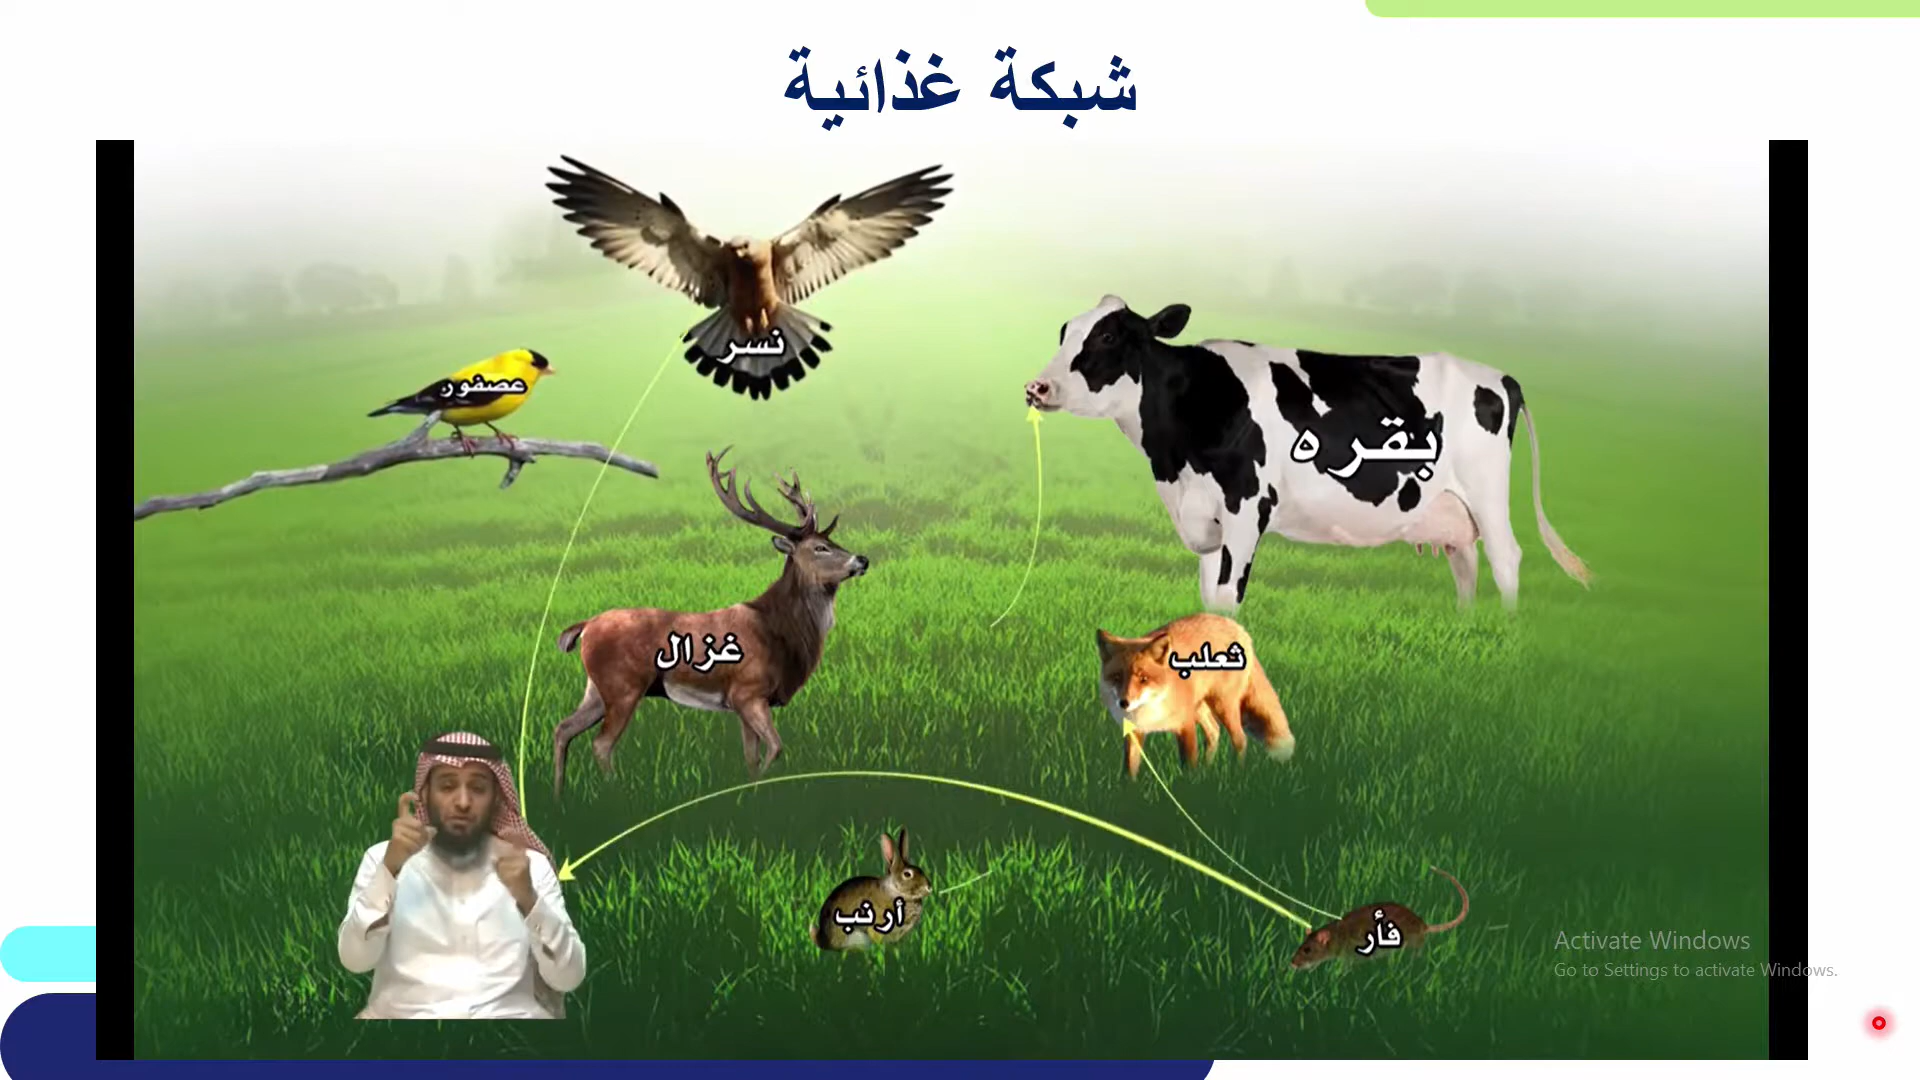 شبكة غذائية
نسر
عصفور
بقره
غزال
ثعلب
أرنب
فأر
Activate Windows
Go to Settings to activate Windows.